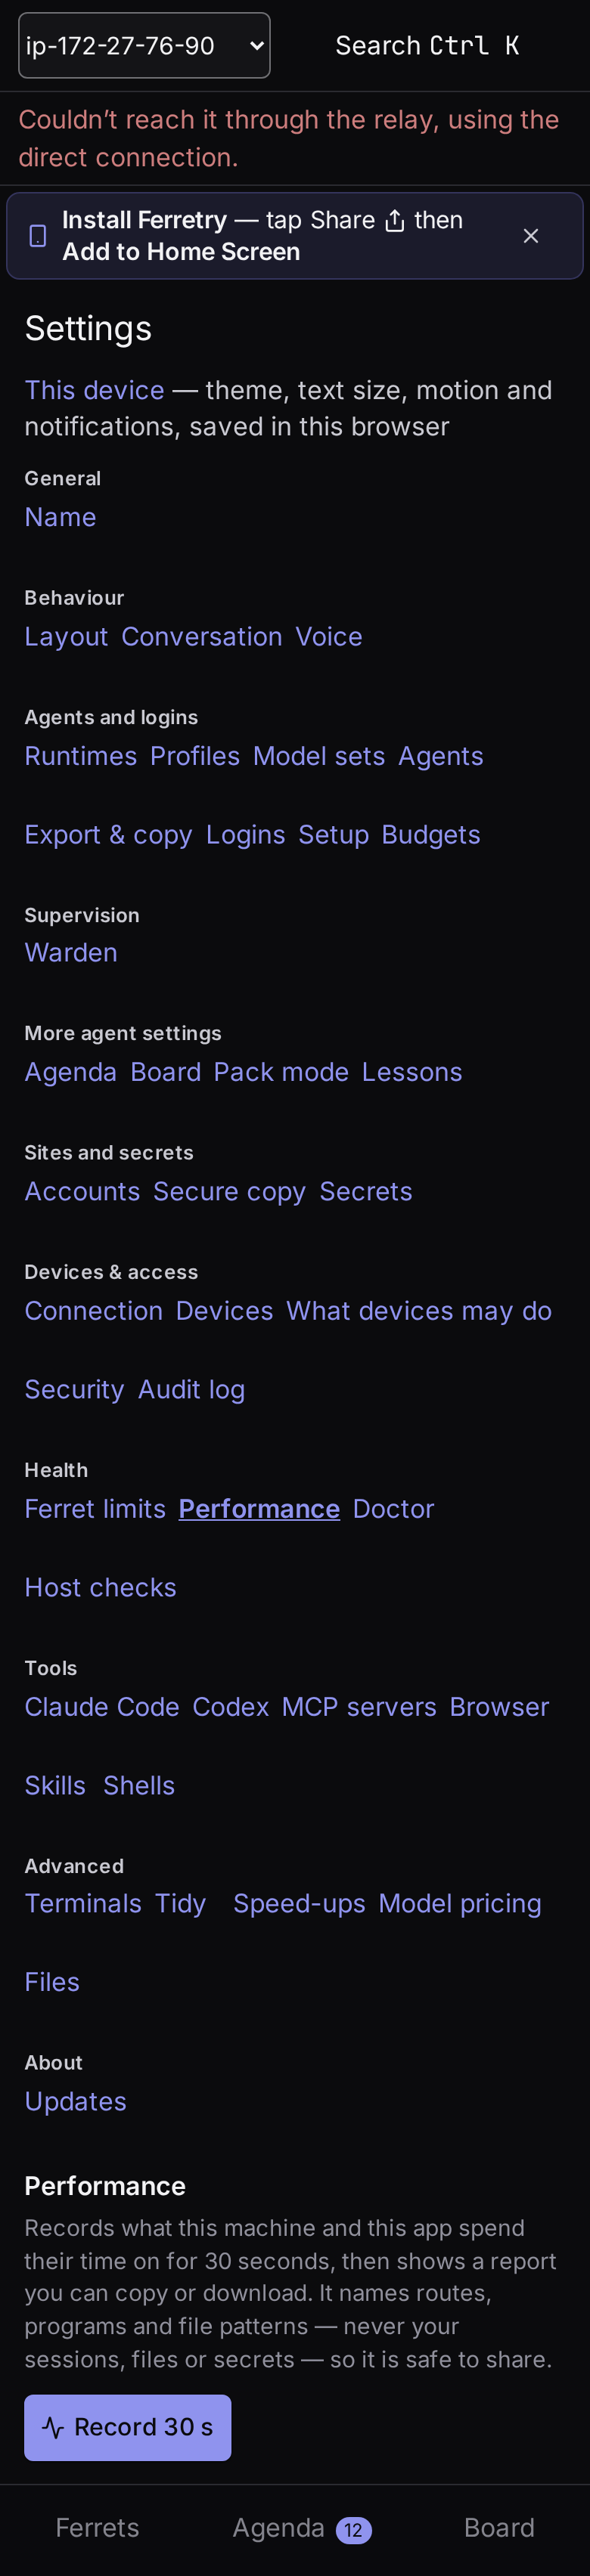 ip-172-27-76-90
Search Ctrl K
Couldn’t reach it through the relay, using the
direct connection.
Install Ferretry — tap Share then
Add to Home Screen
Settings
This device — theme, text size, motion and
notifications, saved in this browser
General
Name
Behaviour
Layout Conversation Voice
Agents and logins
Runtimes Profiles Model sets Agents
Export & copy Logins Setup Budgets
Supervision
Warden
More agent settings
Agenda Board Pack mode Lessons
Sites and secrets
Accounts Secure copy Secrets
Devices & access
Connection Devices What devices may do
Security Audit log
Health
Ferret limits Performance Doctor
Host checks
Tools
Claude Code Codex MCP servers Browser
Skills Shells
Advanced
Terminals Tidy Speed-ups Model pricing
Files
About
Updates
Performance
Records what this machine and this app spend
their time on for 30 seconds, then shows a report
you can copy or download. It names routes,
programs and file patterns — never your
sessions, files or secrets — so it is safe to share.
Record 30 s
Ferrets Agenda 12 Board